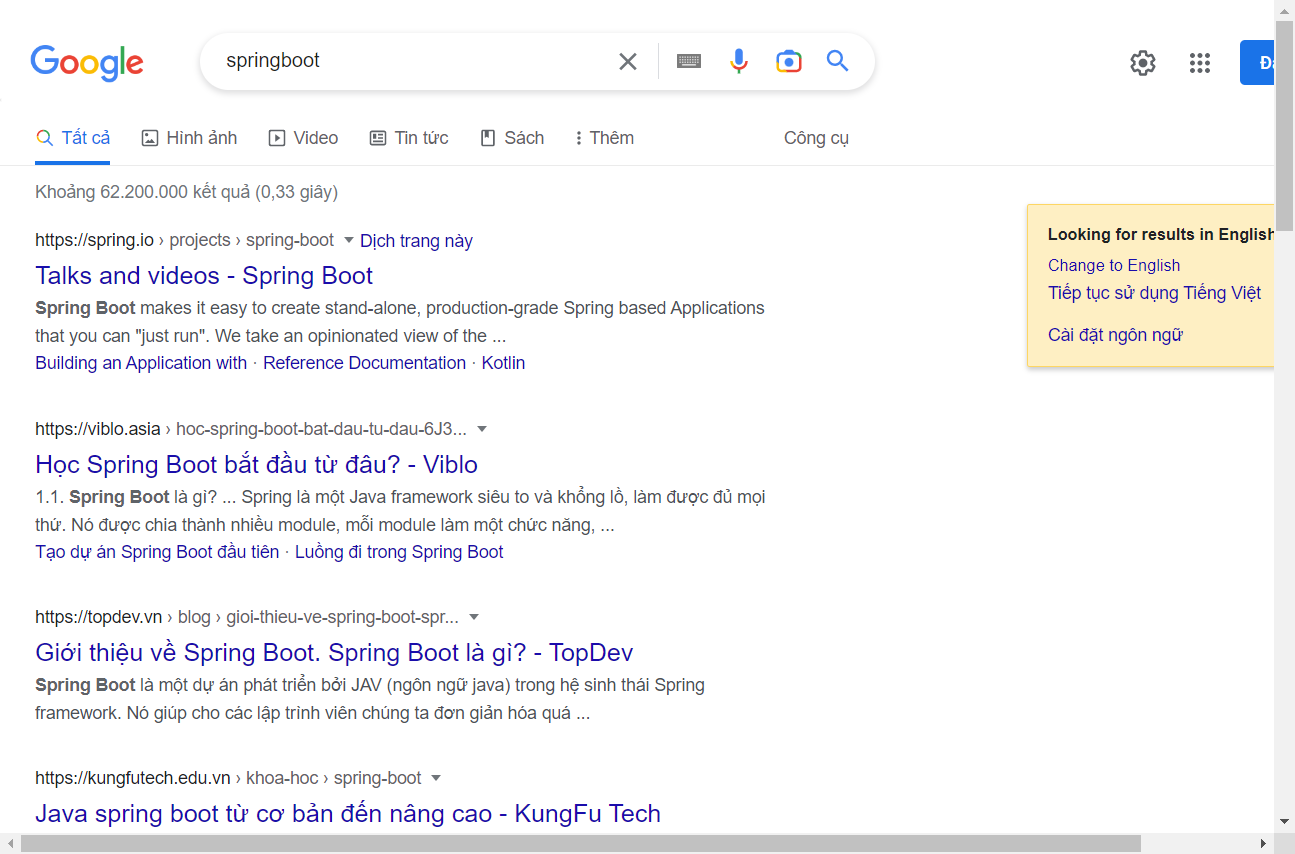 Google
springboot
Tất cả
Hình ảnh
Video
Tin tức
Sách
Thêm
Công cụ
Khoảng 62.200.000 kết quả (0,33 giây)
https://spring.io › projects › spring-boot Dịch trang này
Talks and videos - Spring Boot
Spring Boot makes it easy to create stand-alone, production-grade Spring based Applications
that you can "just run". We take an opinionated view of the ...
Building an Application with · Reference Documentation · Kotlin
https://viblo.asia › hoc-spring-boot-bat-dau-tu-dau-6J3...
Học Spring Boot bắt đầu từ đâu? - Viblo
1.1. Spring Boot là gì? ... Spring là một Java framework siêu to và khổng lồ, làm được đủ mọi
thứ. Nó được chia thành nhiều module, mỗi module làm một chức năng, ...
Tạo dự án Spring Boot đầu tiên · Luồng đi trong Spring Boot
https://topdev.vn › blog › gioi-thieu-ve-spring-boot-spr...
Giới thiệu về Spring Boot. Spring Boot là gì? - TopDev
Spring Boot là một dự án phát triển bởi JAV (ngôn ngữ java) trong hệ sinh thái Spring
framework. Nó giúp cho các lập trình viên chúng ta đơn giản hóa quá ...
https://kungfutech.edu.vn › khoa-hoc › spring-boot
Java spring boot từ cơ bản đến nâng cao - KungFu Tech
Looking for results in English
Change to English
Tiếp tục sử dụng Tiếng Việt
Cài đặt ngôn ngữ